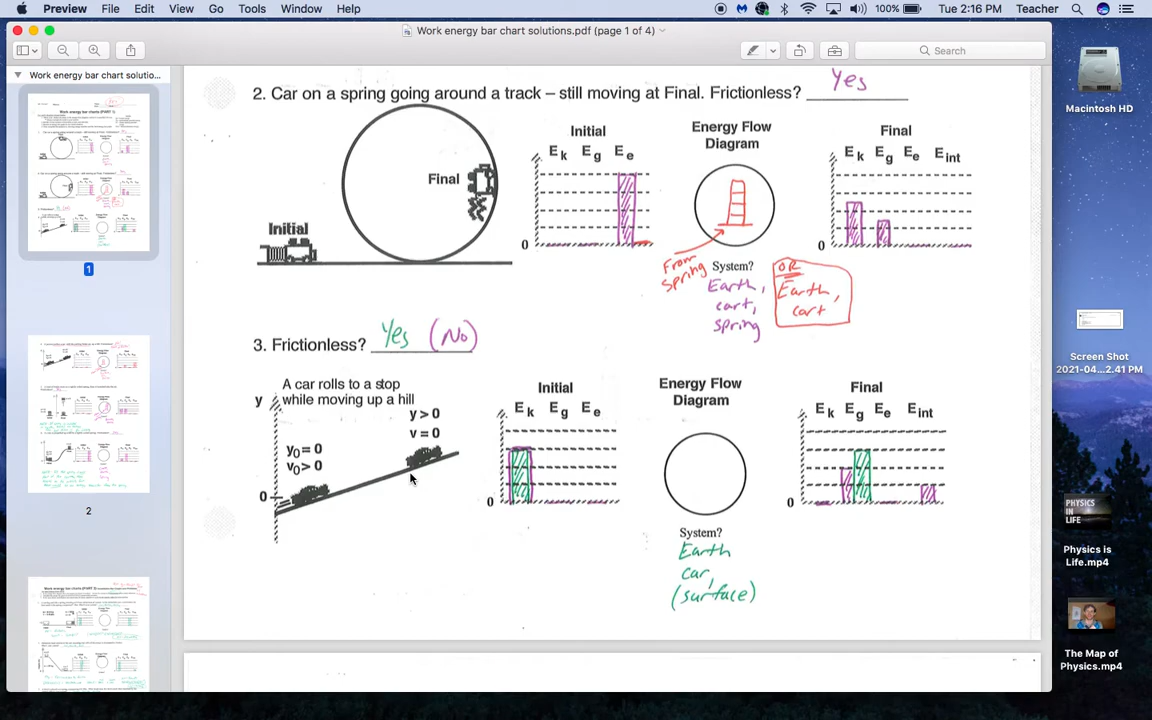 Preview File Edit View Go Tools Window Help 100% Tue 2:16 PM Teacher
Work energy bar chart solutions.pdf (page 1 of 4)
Search
Work energy bar chart solutio...
1
2
Macintosh HD
Screen Shot
2021-04...2.41 PM
PHYSICS
IN
LIFE
Physics is
Life.mp4
The Map of
Physics.mp4
2. Car on a spring going around a track – still moving at Final. Frictionless? Yes
Initial
Final
Initial
Ek Eg Ee
0
Energy Flow
Diagram
From
Spring
System?
Earth,
cart,
spring
OR
Earth,
cart
Final
Ek Eg Ee Eint
0
3. Frictionless? Yes (No)
A car rolls to a stop
while moving up a hill
y
y > 0
v = 0
y0 = 0
v0 > 0
0
Initial
Ek Eg Ee
0
Energy Flow
Diagram
System?
Earth
car,
(surface)
Final
Ek Eg Ee Eint
0